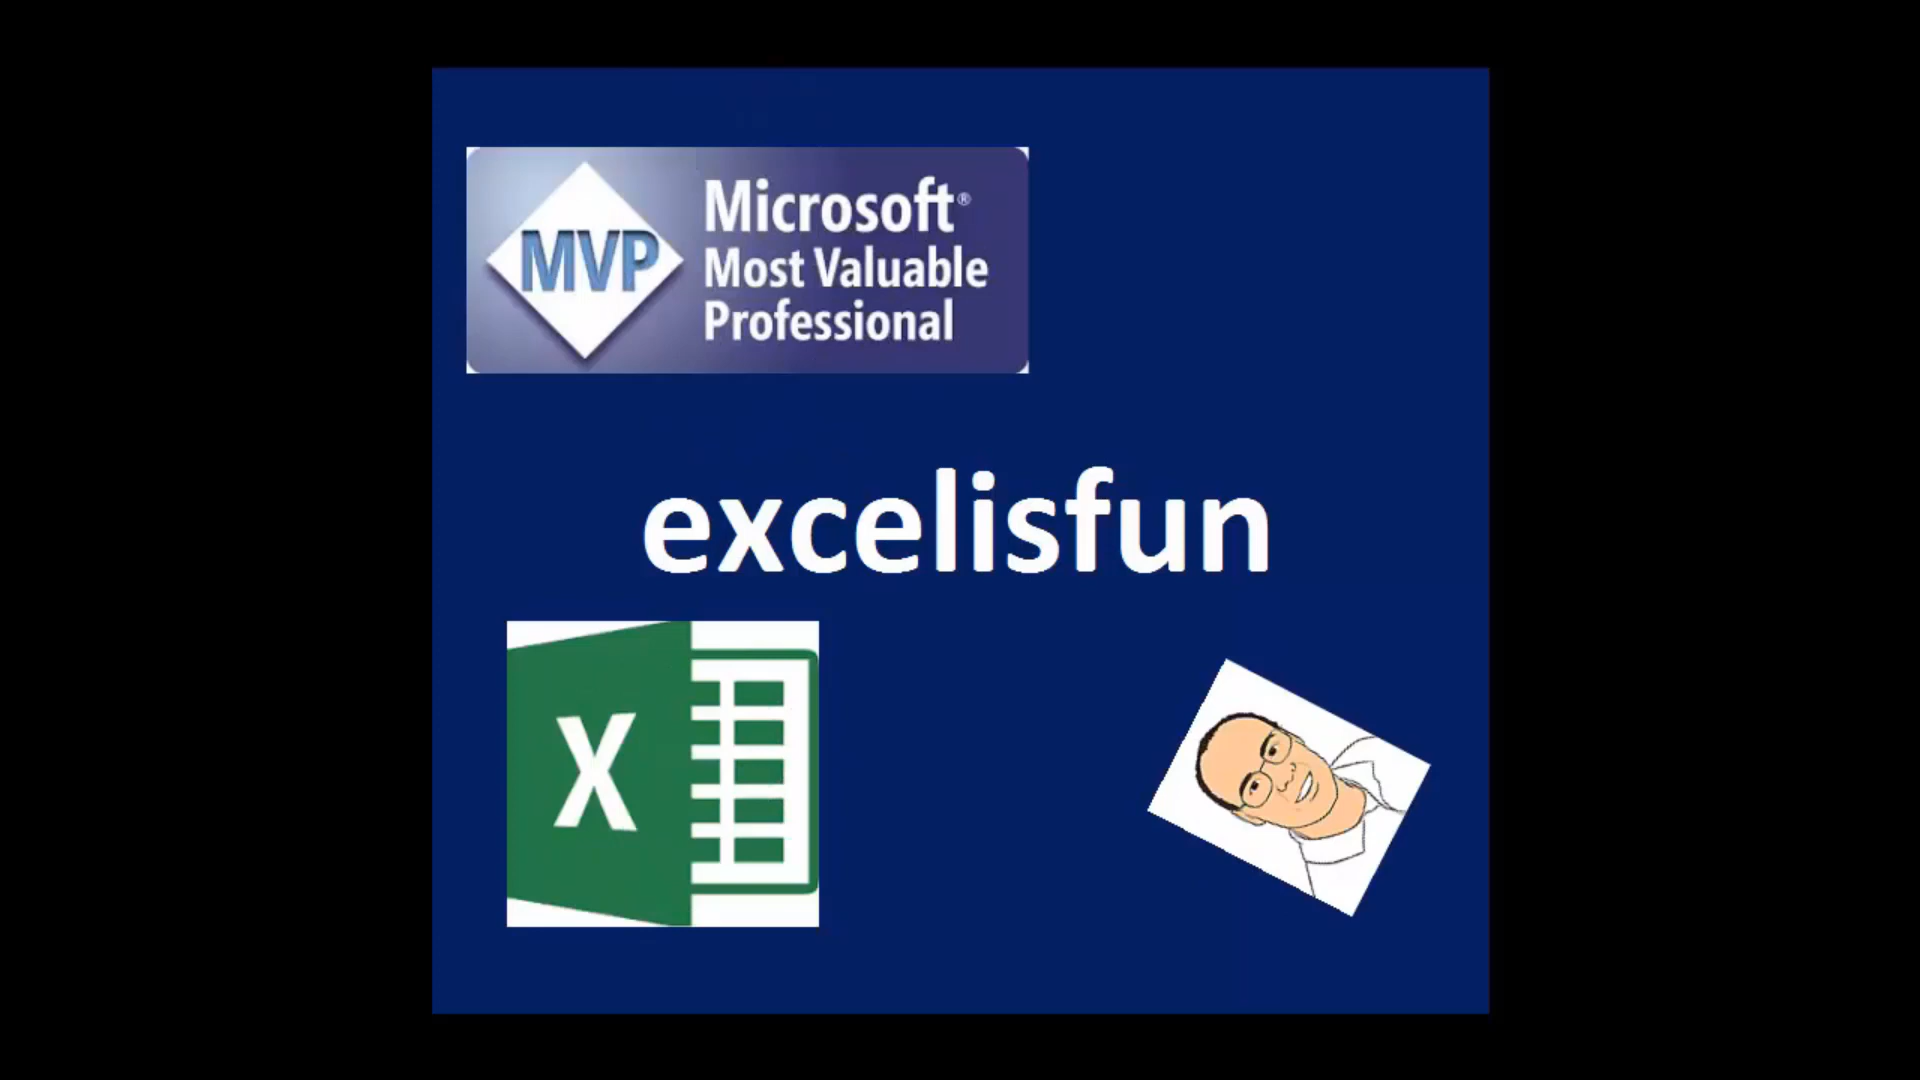 MVP
Microsoft®
Most Valuable
Professional
excelisfun
X